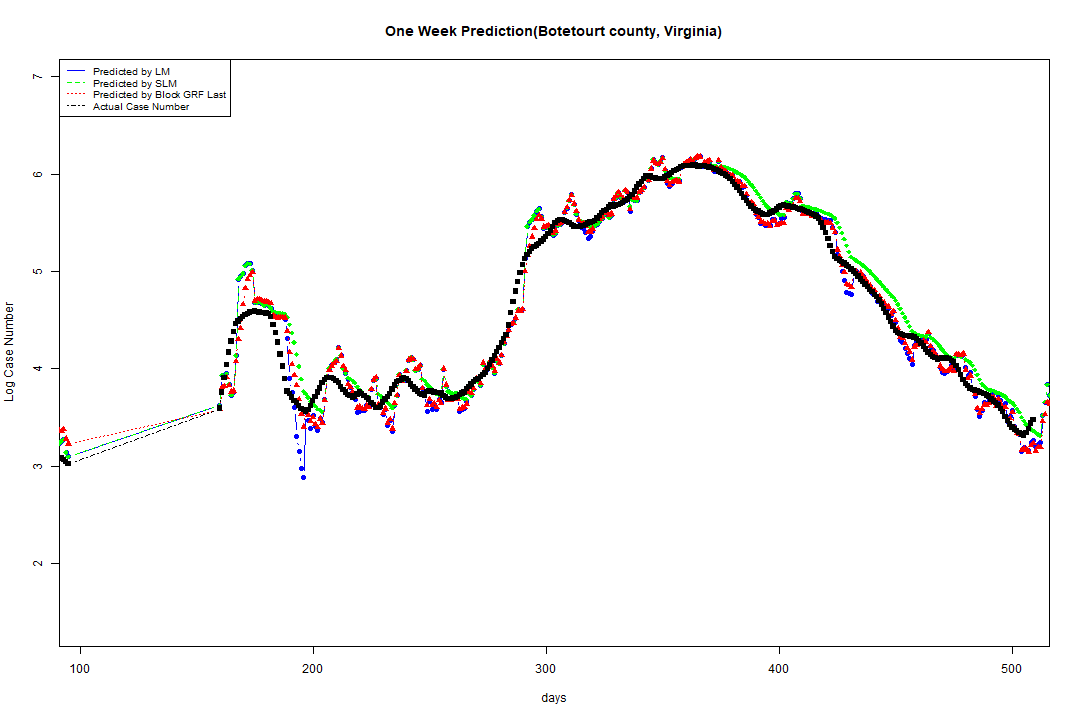 One Week Prediction(Botetourt county, Virginia)
Predicted by LM
Predicted by SLM
Predicted by Block GRF Last
Actual Case Number
7
6
5
4
3
2
Log Case Number
100 200 300 400 500
days